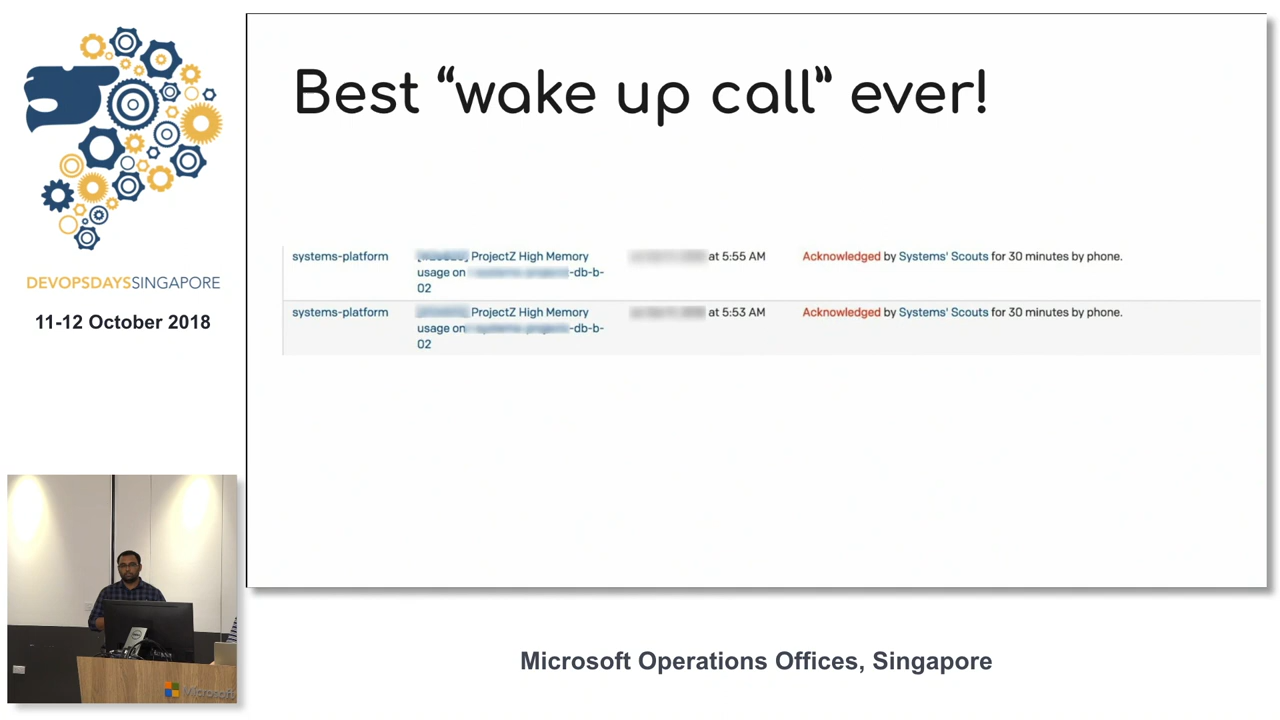 DEVOPSDAYSSINGAPORE
11-12 October 2018
Best “wake up call” ever!
systems-platform
ProjectZ High Memory
usage on -db-b-
02
at 5:55 AM
Acknowledged by Systems' Scouts for 30 minutes by phone.
systems-platform
ProjectZ High Memory
usage on -db-b-
02
at 5:53 AM
Acknowledged by Systems' Scouts for 30 minutes by phone.
Microsoft
Microsoft Operations Offices, Singapore